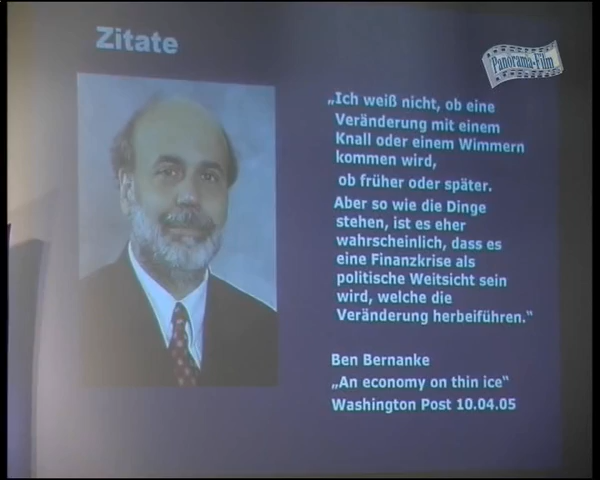 Zitate
Panorama-Film
„Ich weiß nicht, ob eine
Veränderung mit einem
Knall oder einem Wimmern
kommen wird,
ob früher oder später.
Aber so wie die Dinge
stehen, ist es eher
wahrscheinlich, dass es
eine Finanzkrise als
politische Weitsicht sein
wird, welche die
Veränderung herbeiführen.“
Ben Bernanke
„An economy on thin ice“
Washington Post 10.04.05